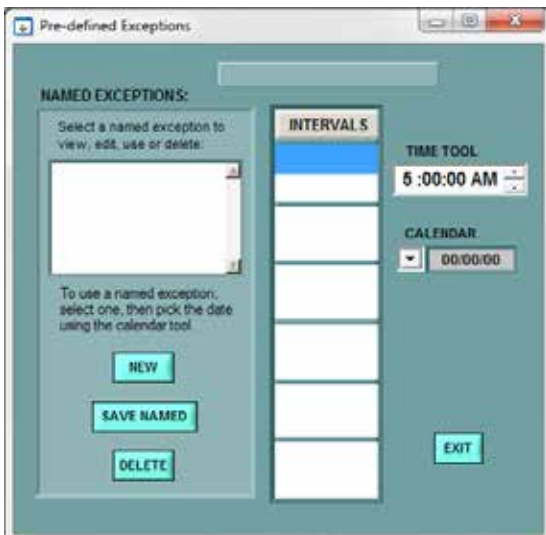 Pre-defined Exceptions
NAMED EXCEPTIONS:
Select a named exception to
view, edit, use or delete:
To use a named exception,
select one, then pick the date
using the calendar tool.
NEW
SAVE NAMED
DELETE
INTERVALS
TIME TOOL
5 :00:00 AM
CALENDAR
00/00/00
EXIT